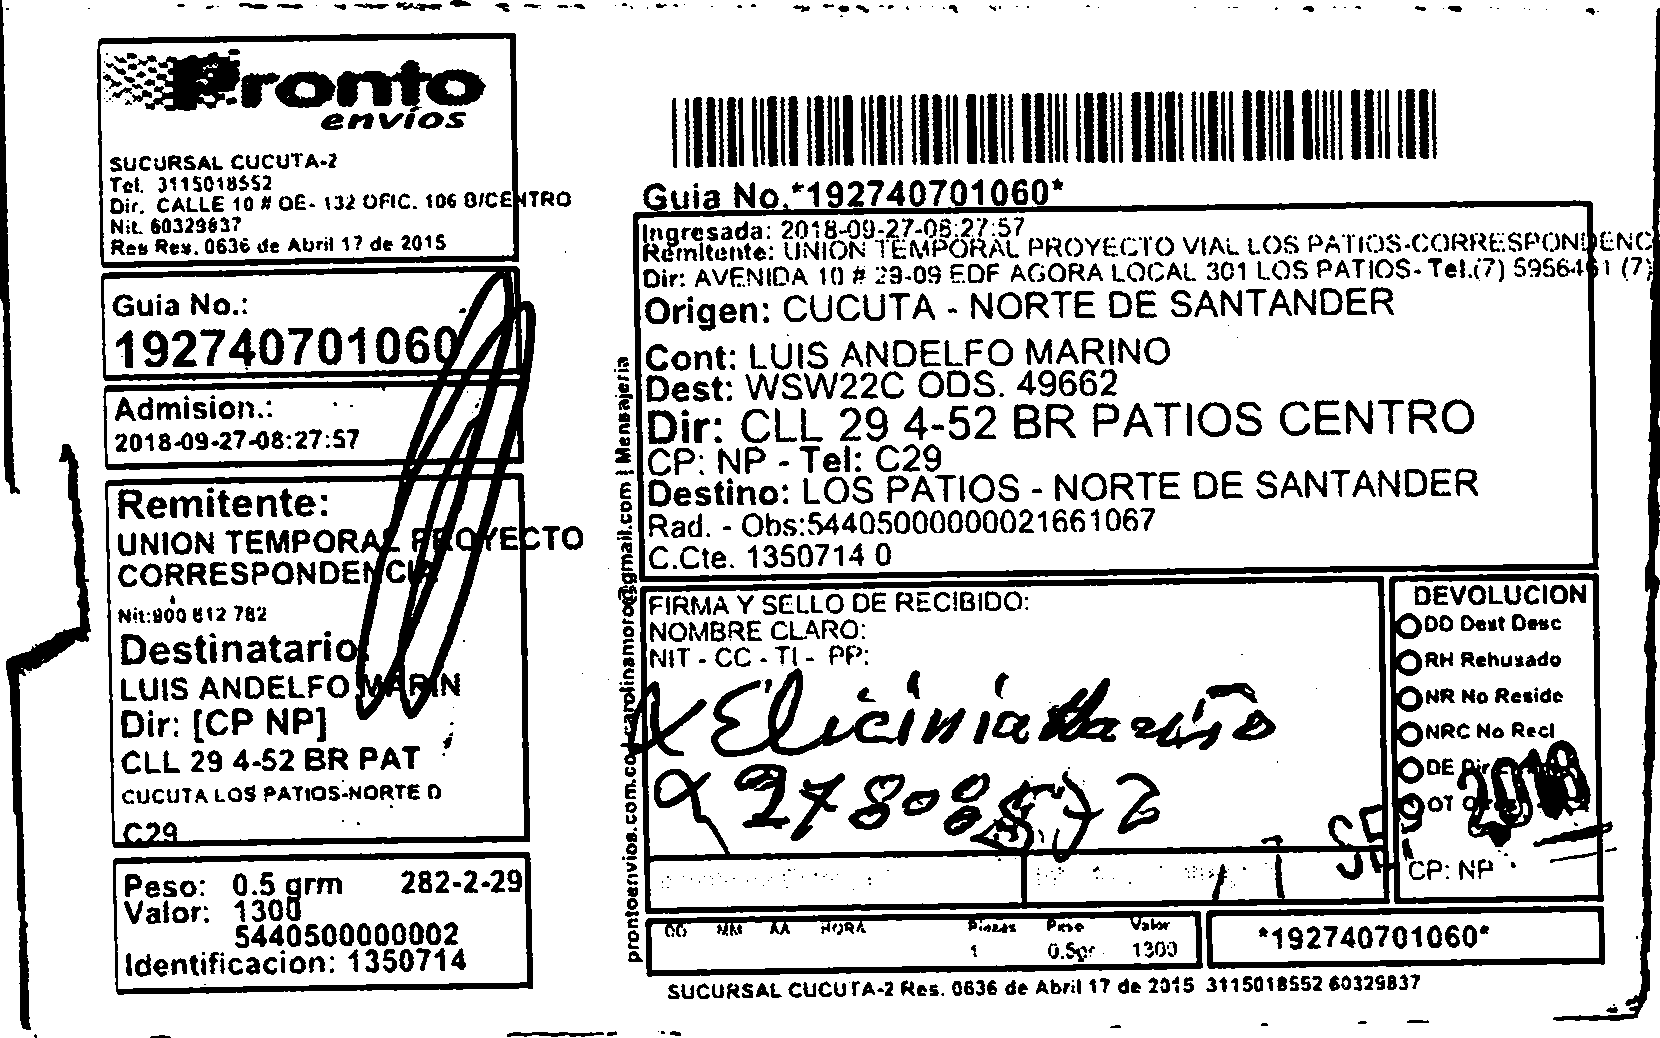 Pronto
envíos
SUCURSAL CUCUTA-2
Tel. 3115018552
Dir. CALLE 10 # OE- 132 OFIC. 106 B/CENTRO
Nit. 60329837
Res Res. 0636 de Abril 17 de 2015
Guia No.:
192740701060
Admision.:
2018-09-27-08:27:57
Remitente:
UNION TEMPORAL PROYECTO
CORRESPONDENCIA
Nit:900 612 782
Destinatario
LUIS ANDELFO MARIN
Dir: [CP NP]
CLL 29 4-52 BR PAT
CUCUTA LOS PATIOS-NORTE D
C29
Peso: 0.5 grm 282-2-29
Valor: 1300
5440500000002
Identificacion: 1350714
Guia No.*192740701060*
Ingresada: 2018-09-27-08:27:57
Remitente: UNION TEMPORAL PROYECTO VIAL LOS PATIOS-CORRESPONDENC
Dir: AVENIDA 10 # 29-09 EDF AGORA LOCAL 301 LOS PATIOS- Tel.(7) 5956461 (7)
Origen: CUCUTA - NORTE DE SANTANDER
Cont: LUIS ANDELFO MARINO
Dest: WSW22C ODS. 49662
Dir: CLL 29 4-52 BR PATIOS CENTRO
CP: NP - Tel: C29
Destino: LOS PATIOS - NORTE DE SANTANDER
Rad. - Obs:544050000000021661067
C.Cte. 1350714 0
prontoenvios.com.co carolinamoro@gmail.com | Mensajeria
FIRMA Y SELLO DE RECIBIDO:
NOMBRE CLARO:
NIT - CC - TI - PP:
Elicinia Mariño
DEVOLUCION
DD Dest Desc
RH Rehusado
NR No Reside
NRC No Recl
DE
OT
2018
SE
CP: NP
DD MM AA HORA Piezas Peso Valor
1 0.5gr 1300
*192740701060*
SUCURSAL CUCUTA-2 Res. 0636 de Abril 17 de 2015 3115018552 60329837